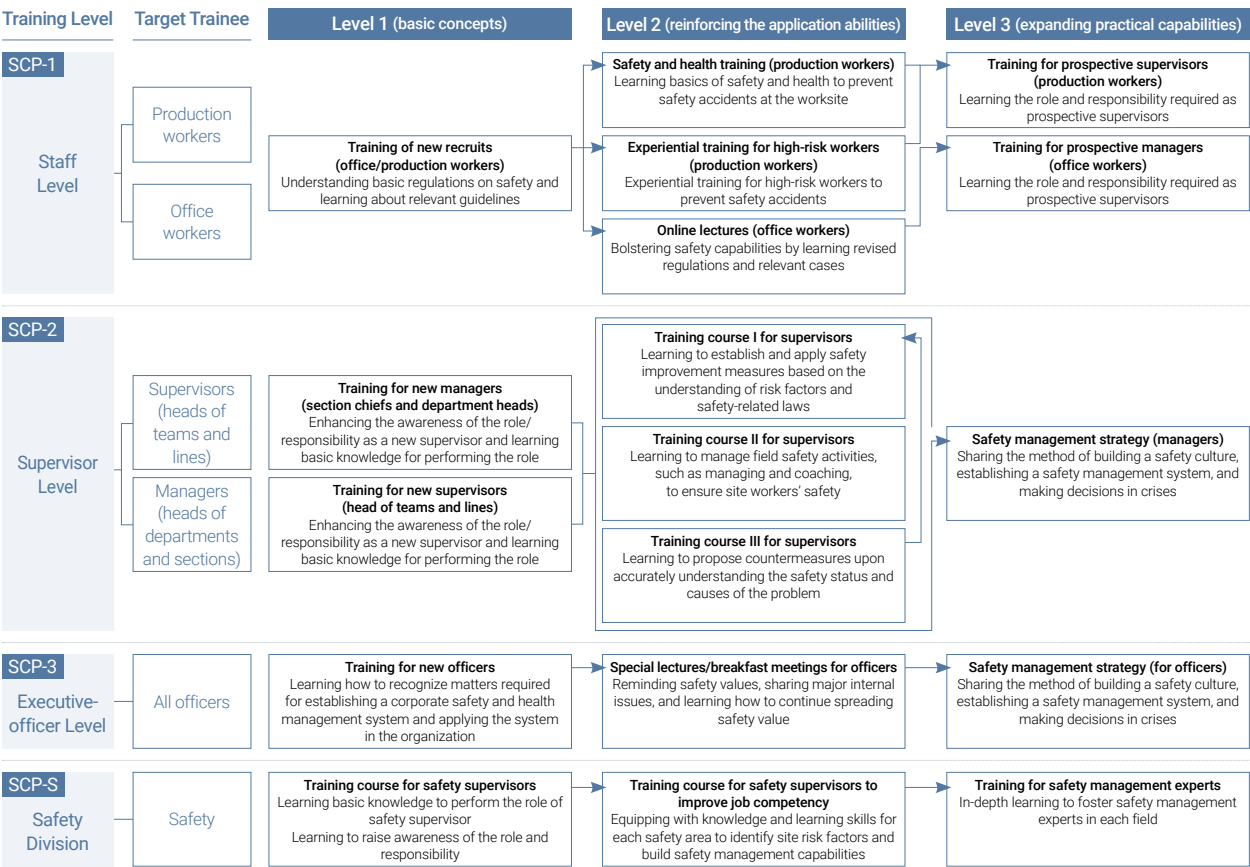 Training Level
Target Trainee
Level 1 (basic concepts)
Level 2 (reinforcing the application abilities)
Level 3 (expanding practical capabilities)
SCP-1
Staff
Level
Production
workers
Office
workers
Training of new recruits
(office/production workers)
Understanding basic regulations on safety and
learning about relevant guidelines
Safety and health training (production workers)
Learning basics of safety and health to prevent
safety accidents at the worksite
Experiential training for high-risk workers
(production workers)
Experiential training for high-risk workers to
prevent safety accidents
Online lectures (office workers)
Bolstering safety capabilities by learning revised
regulations and relevant cases
Training for prospective supervisors
(production workers)
Learning the role and responsibility required as
prospective supervisors
Training for prospective managers
(office workers)
Learning the role and responsibility required as
prospective supervisors
SCP-2
Supervisor
Level
Supervisors
(heads of
teams and
lines)
Managers
(heads of
departments
and sections)
Training for new managers
(section chiefs and department heads)
Enhancing the awareness of the role/
responsibility as a new supervisor and learning
basic knowledge for performing the role
Training for new supervisors
(head of teams and lines)
Enhancing the awareness of the role/
responsibility as a new supervisor and learning
basic knowledge for performing the role
Training course I for supervisors
Learning to establish and apply safety
improvement measures based on the
understanding of risk factors and
safety-related laws
Training course II for supervisors
Learning to manage field safety activities,
such as managing and coaching,
to ensure site workers' safety
Training course III for supervisors
Learning to propose countermeasures upon
accurately understanding the safety status and
causes of the problem
Safety management strategy (managers)
Sharing the method of building a safety culture,
establishing a safety management system, and
making decisions in crises
SCP-3
Executive-
officer Level
All officers
Training for new officers
Learning how to recognize matters required
for establishing a corporate safety and health
management system and applying the system
in the organization
Special lectures/breakfast meetings for officers
Reminding safety values, sharing major internal
issues, and learning how to continue spreading
safety value
Safety management strategy (for officers)
Sharing the method of building a safety culture,
establishing a safety management system, and
making decisions in crises
SCP-S
Safety
Division
Safety
Training course for safety supervisors
Learning basic knowledge to perform the role of
safety supervisor
Learning to raise awareness of the role and
responsibility
Training course for safety supervisors to
improve job competency
Equipping with knowledge and learning skills for
each safety area to identify site risk factors and
build safety management capabilities
Training for safety management experts
In-depth learning to foster safety management
experts in each field